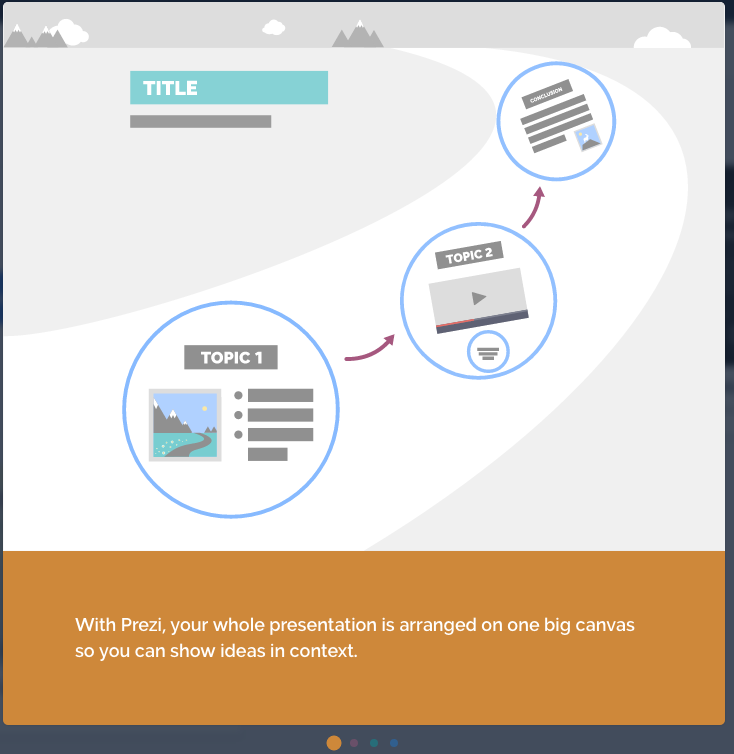 TITLE
CONCLUSION
TOPIC 2
TOPIC 1
With Prezi, your whole presentation is arranged on one big canvas
so you can show ideas in context.